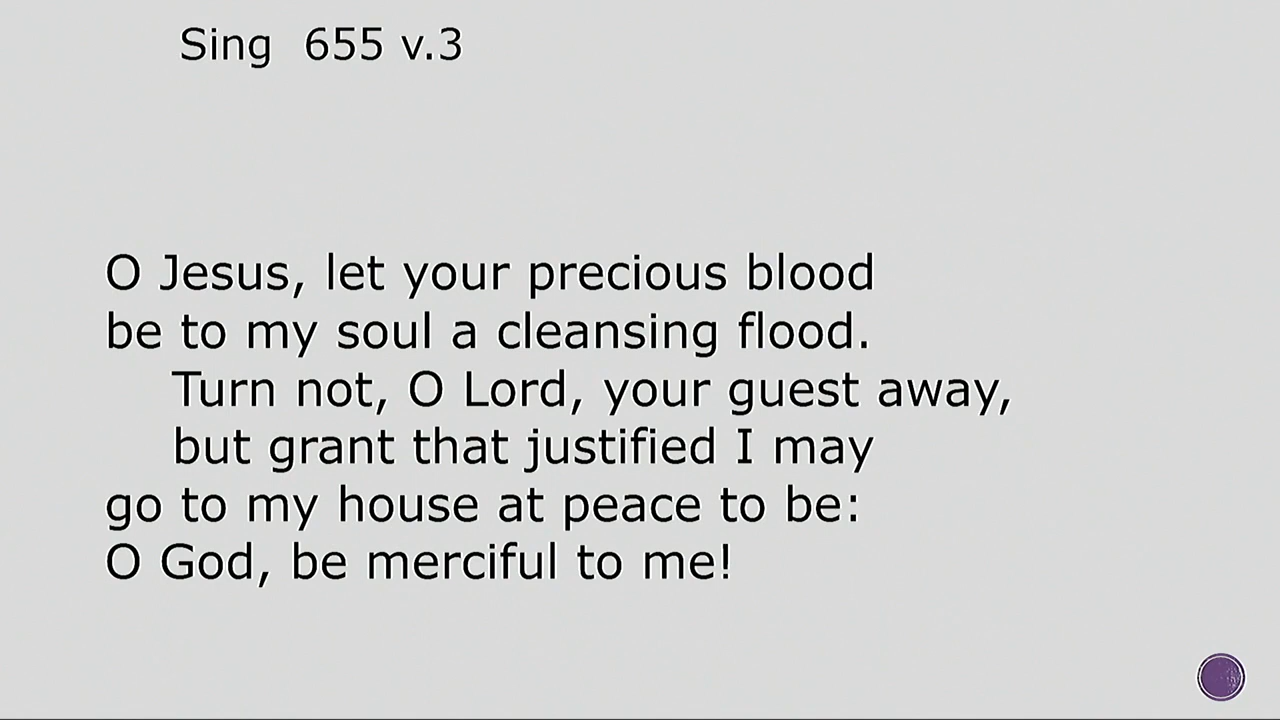 Sing 655 v.3
O Jesus, let your precious blood
be to my soul a cleansing flood.
Turn not, O Lord, your guest away,
but grant that justified I may
go to my house at peace to be:
O God, be merciful to me!